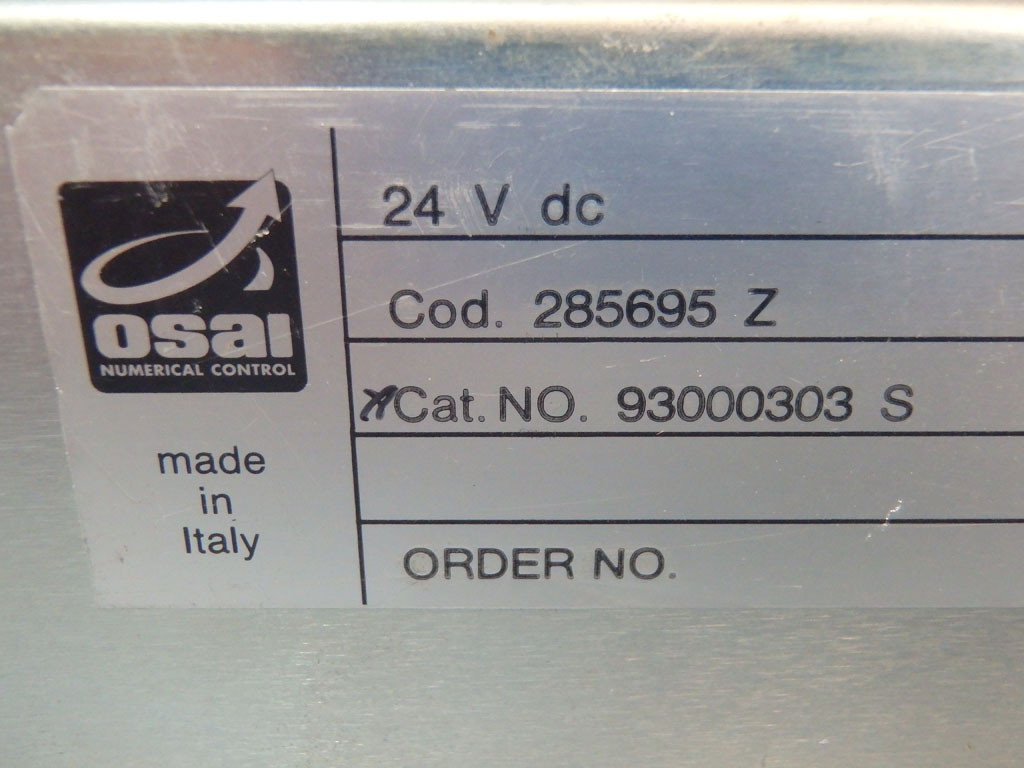 osai
NUMERICAL CONTROL
made
in
Italy
24 V dc
Cod. 285695 Z
Cat. NO. 93000303 S
ORDER NO.